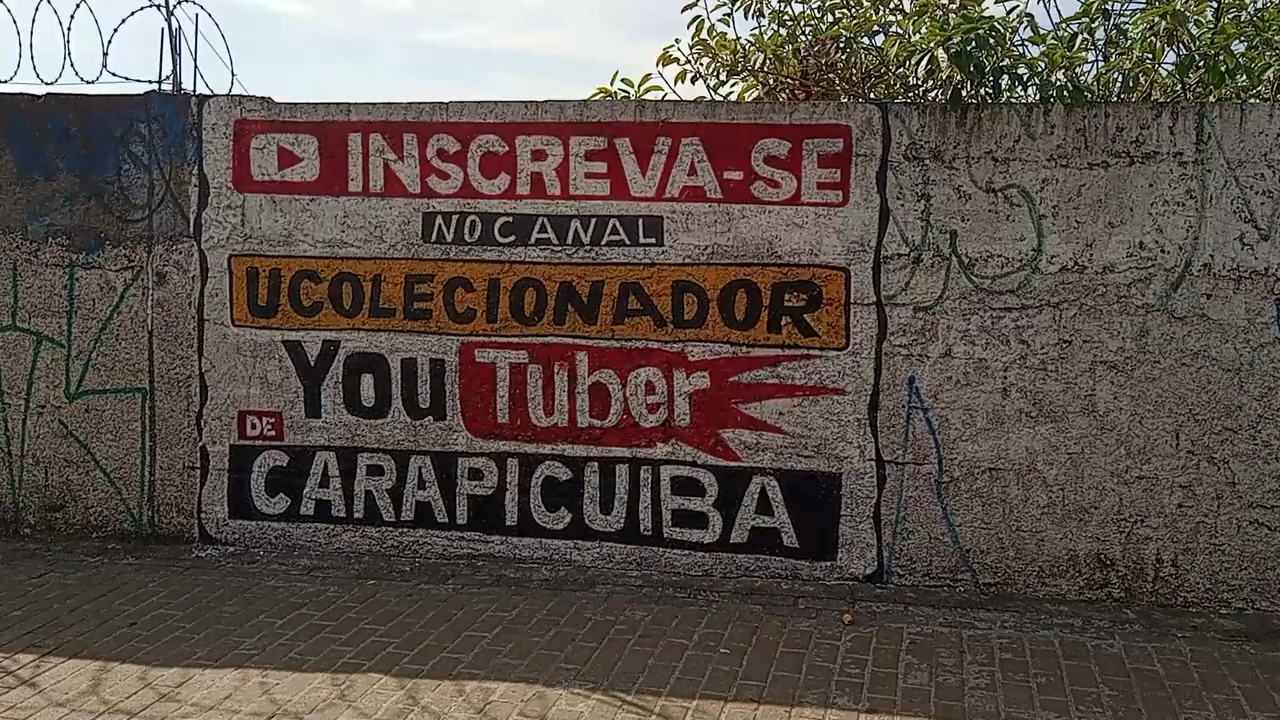 INSCREVA-SE
NO CANAL
UCOLECIONADOR
YouTuber
DE
CARAPICUIBA